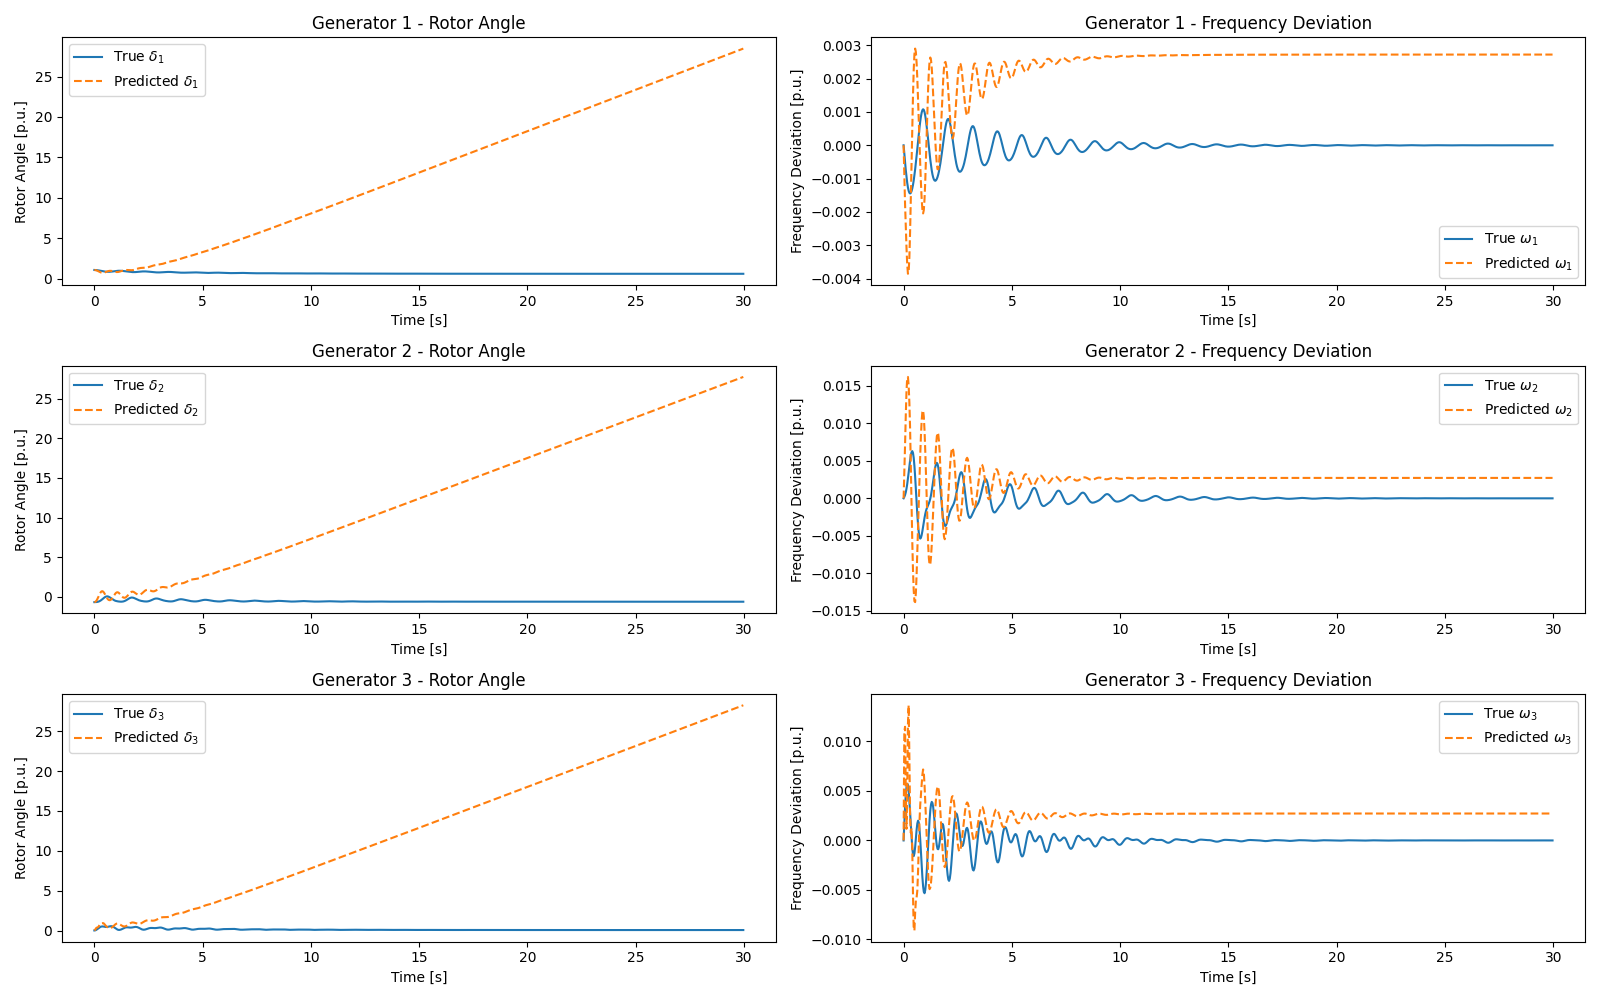 Generator 1 - Rotor Angle
True δ₁
Predicted δ₁
Rotor Angle [p.u.]
25
20
15
10
5
0
0 5 10 15 20 25 30
Time [s]
Generator 1 - Frequency Deviation
Frequency Deviation [p.u.]
0.003
0.002
0.001
0.000
−0.001
−0.002
−0.003
−0.004
True ω₁
Predicted ω₁
0 5 10 15 20 25 30
Time [s]
Generator 2 - Rotor Angle
True δ₂
Predicted δ₂
Rotor Angle [p.u.]
25
20
15
10
5
0
0 5 10 15 20 25 30
Time [s]
Generator 2 - Frequency Deviation
True ω₂
Predicted ω₂
Frequency Deviation [p.u.]
0.015
0.010
0.005
0.000
−0.005
−0.010
−0.015
0 5 10 15 20 25 30
Time [s]
Generator 3 - Rotor Angle
True δ₃
Predicted δ₃
Rotor Angle [p.u.]
25
20
15
10
5
0
0 5 10 15 20 25 30
Time [s]
Generator 3 - Frequency Deviation
True ω₃
Predicted ω₃
Frequency Deviation [p.u.]
0.010
0.005
0.000
−0.005
−0.010
0 5 10 15 20 25 30
Time [s]